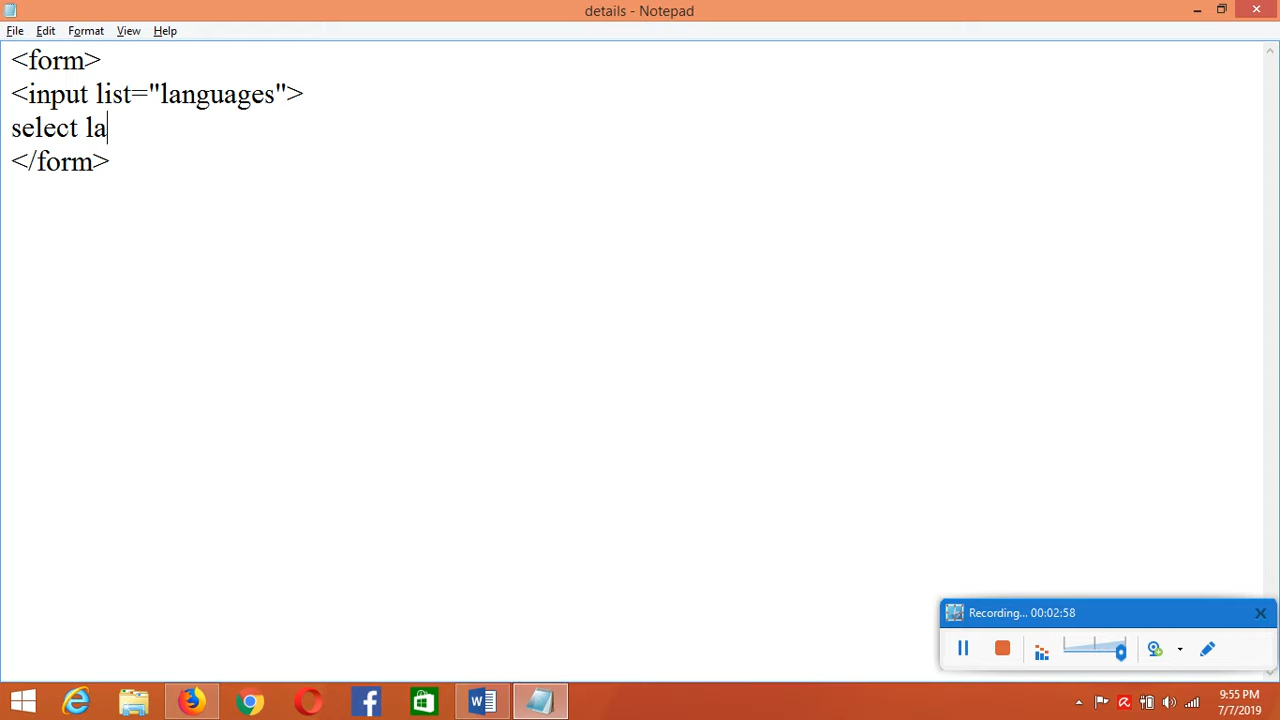 details - Notepad
File Edit Format View Help
<form>
<input list="languages">
select la
</form>
Recording... 00:02:58
9:55 PM
7/7/2019